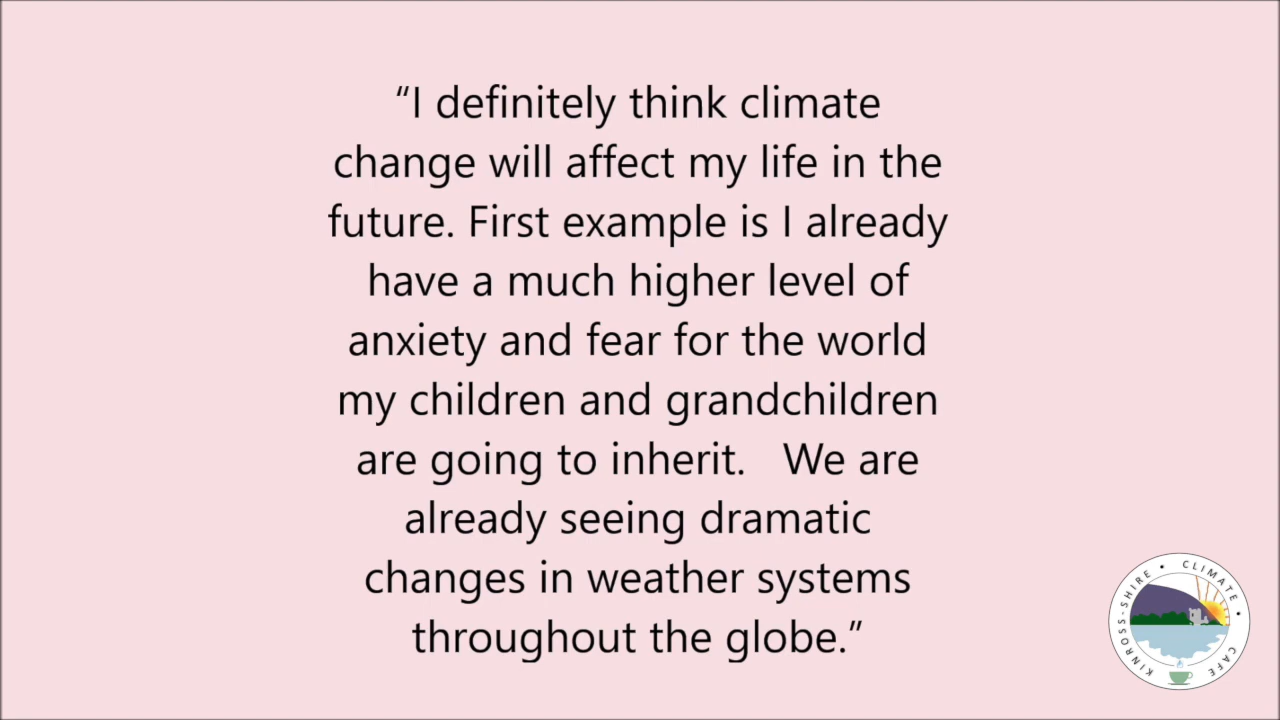 “I definitely think climate
change will affect my life in the
future. First example is I already
have a much higher level of
anxiety and fear for the world
my children and grandchildren
are going to inherit.   We are
already seeing dramatic
changes in weather systems
throughout the globe.”
KINROSS-SHIRE • CLIMATE • CAFE